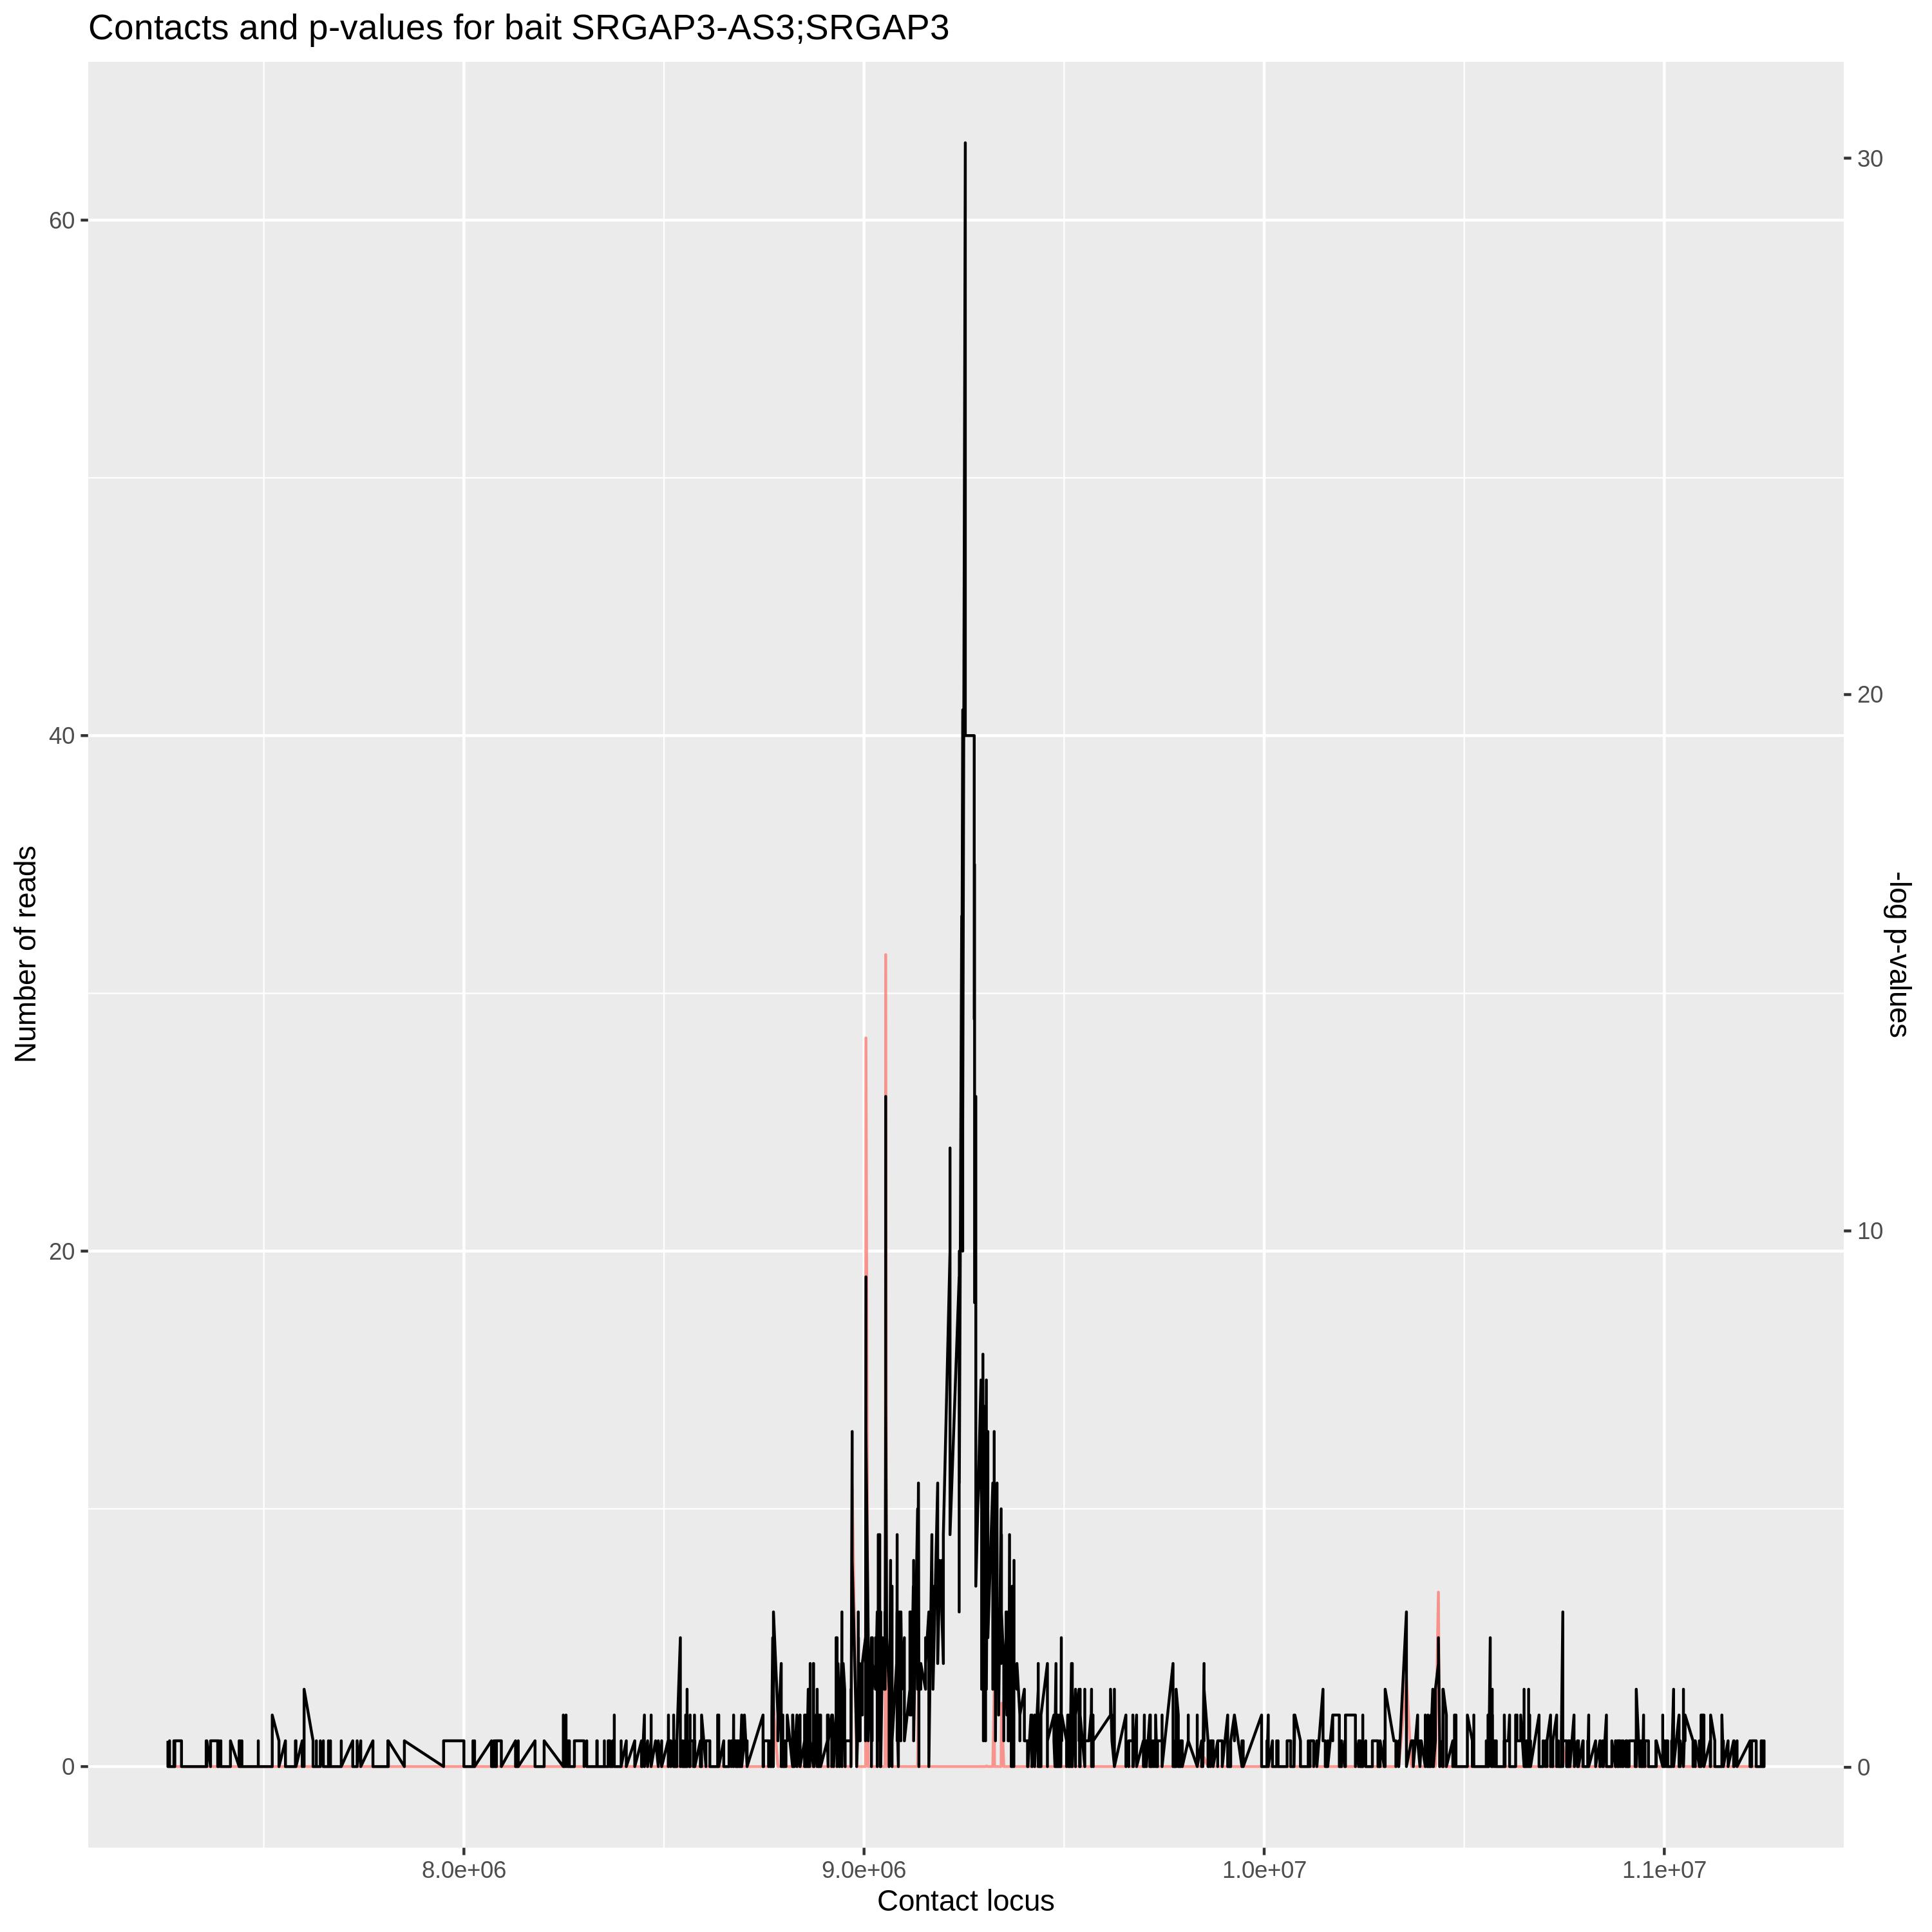 Contacts and p-values for bait SRGAP3-AS3;SRGAP3
60
40
20
0
Number of reads
30
20
10
0
-log p-values
8.0e+06
9.0e+06
1.0e+07
1.1e+07
Contact locus